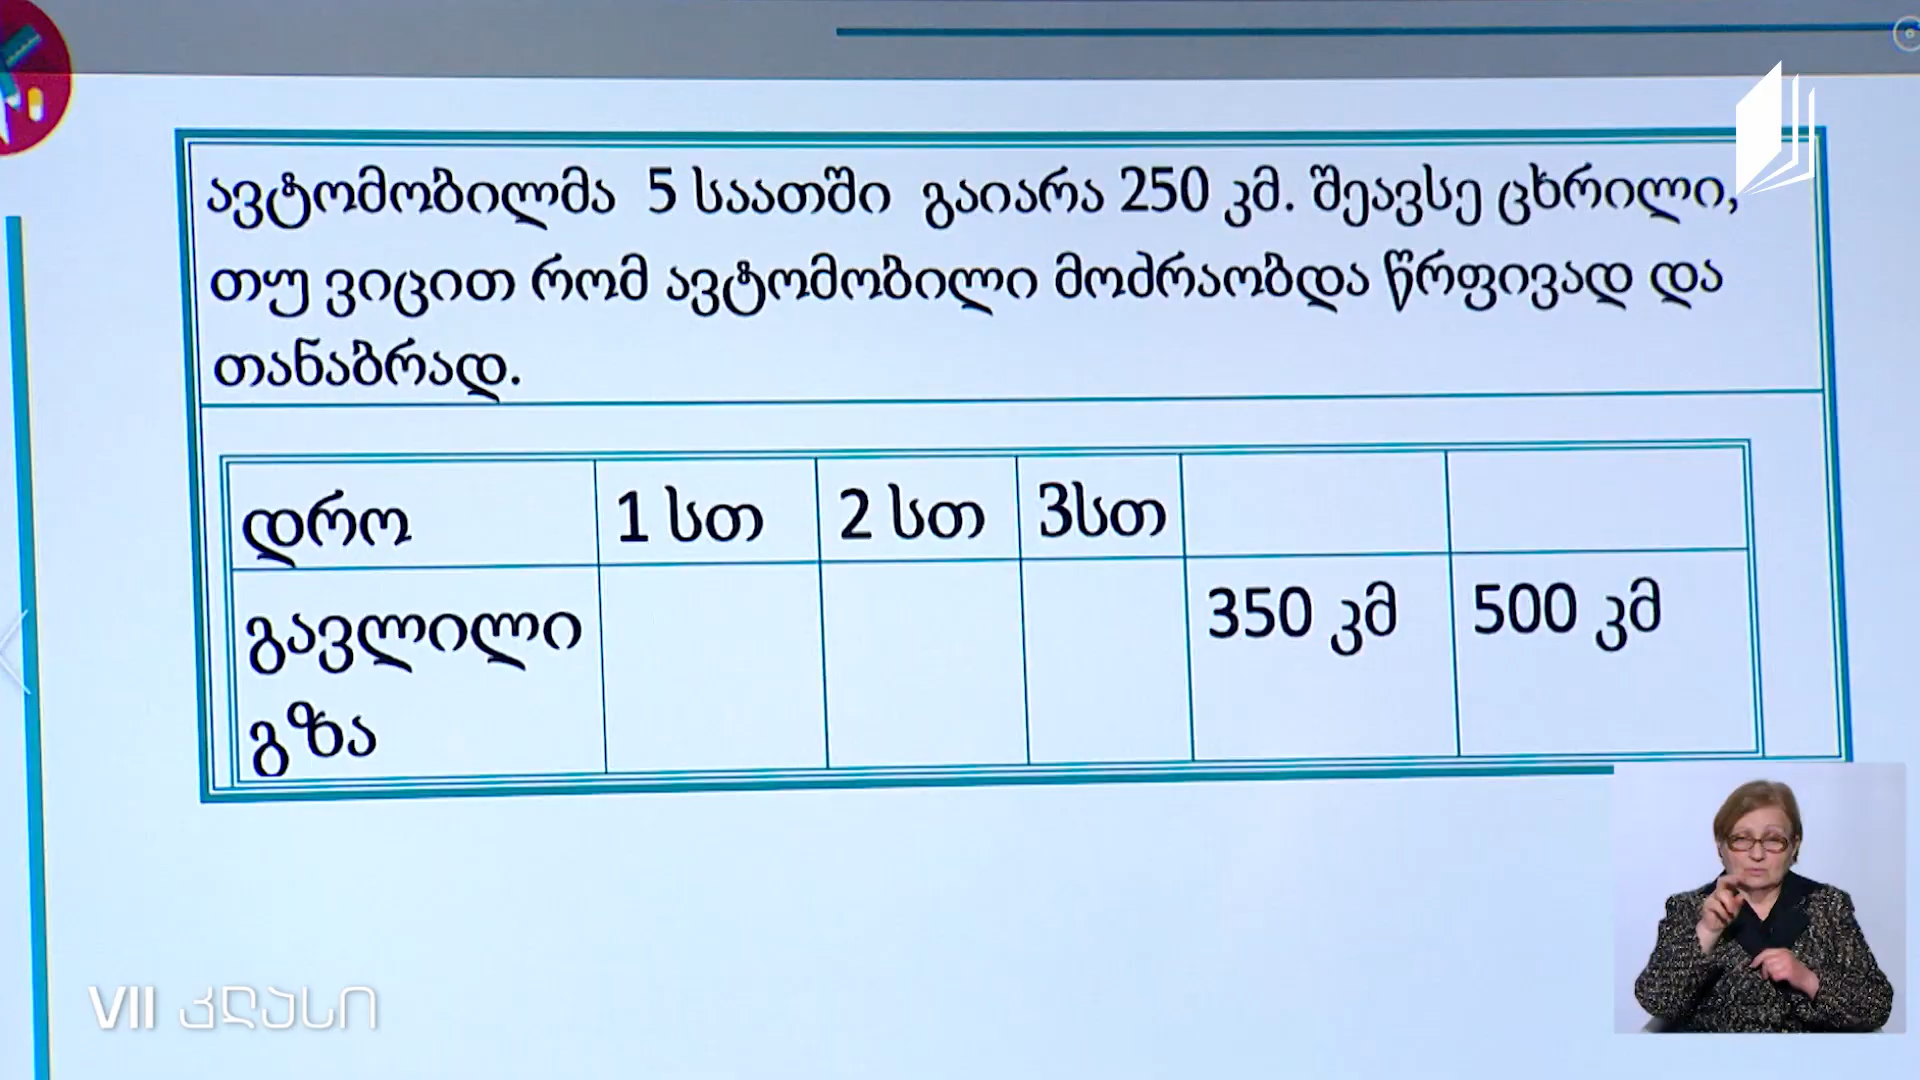 ავტომობილმა 5 საათში გაიარა 250 კმ. შეავსე ცხრილი,
თუ ვიცით რომ ავტომობილი მოძრაობდა წრფივად და
თანაბრად.
დრო 1 სთ 2 სთ 3სთ
გავლილი 350 კმ 500 კმ
გზა
VII კლასი